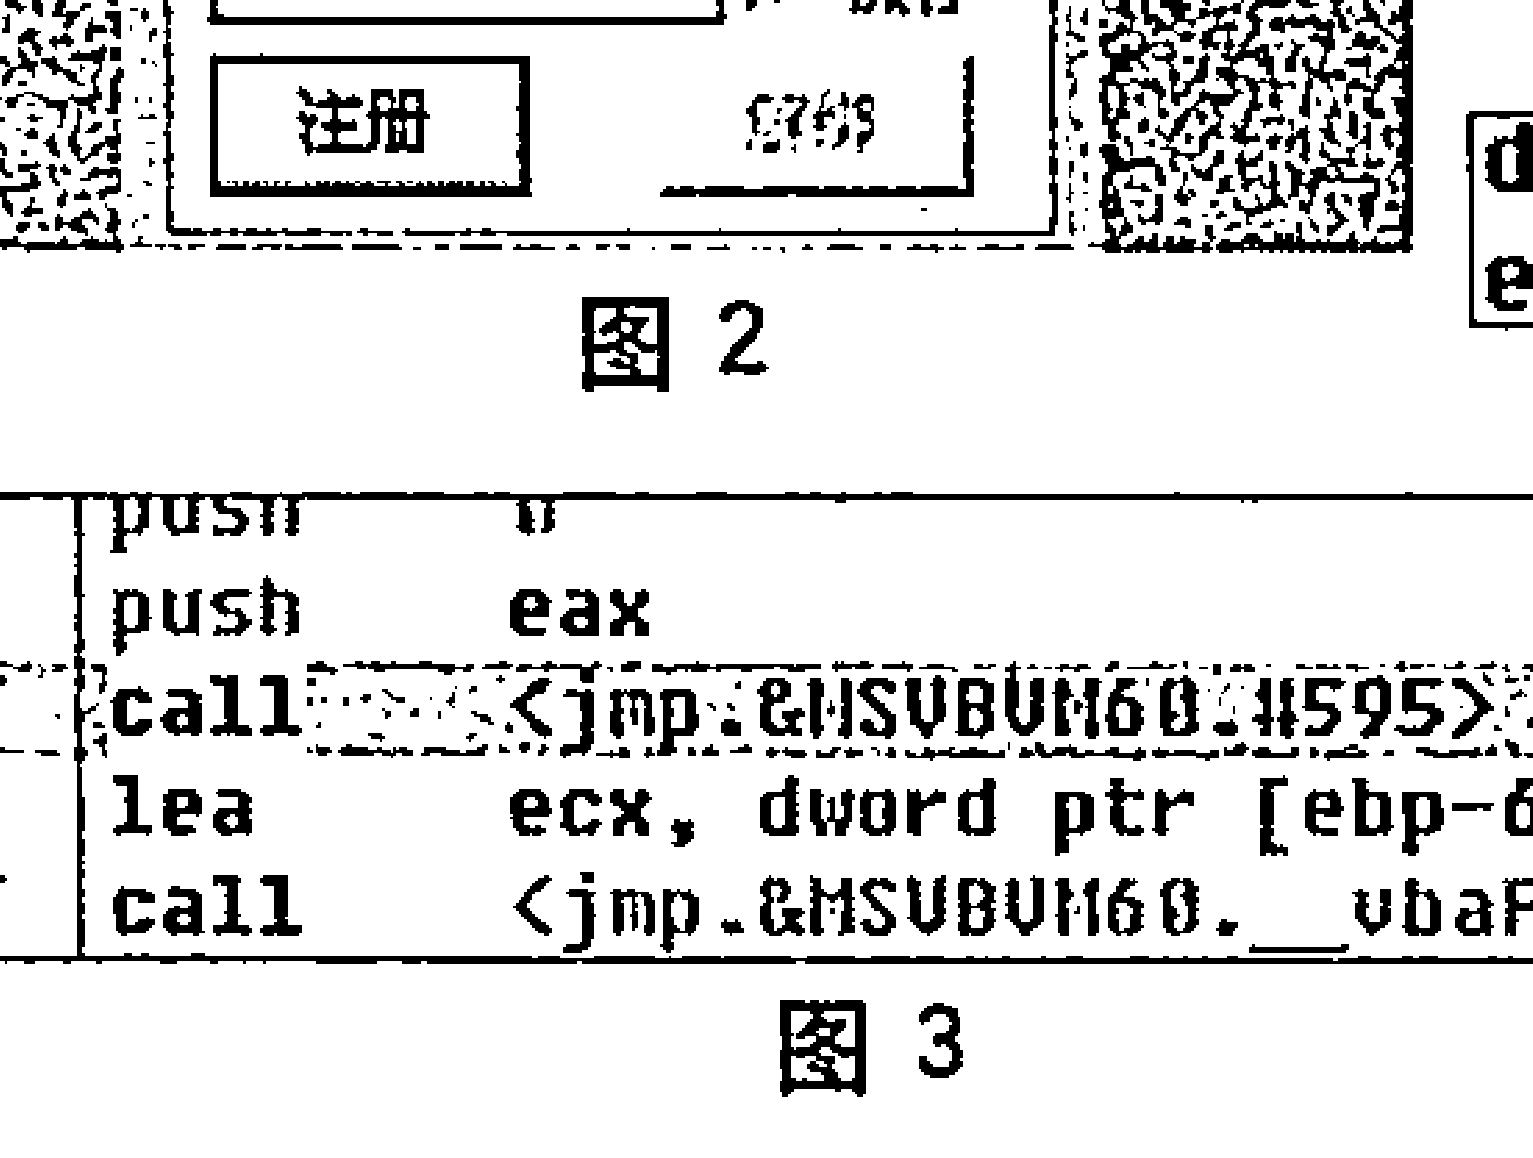 注册
d
e
图 2
push
push eax
call <jmp.&MSVBVM60.#595>
lea ecx, dword ptr [ebp-6
call <jmp.&MSVBVM60.__vbaF
图 3